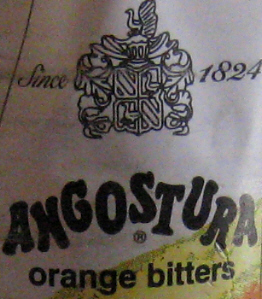 Since 1824
ANGOSTURA
®
orange bitters